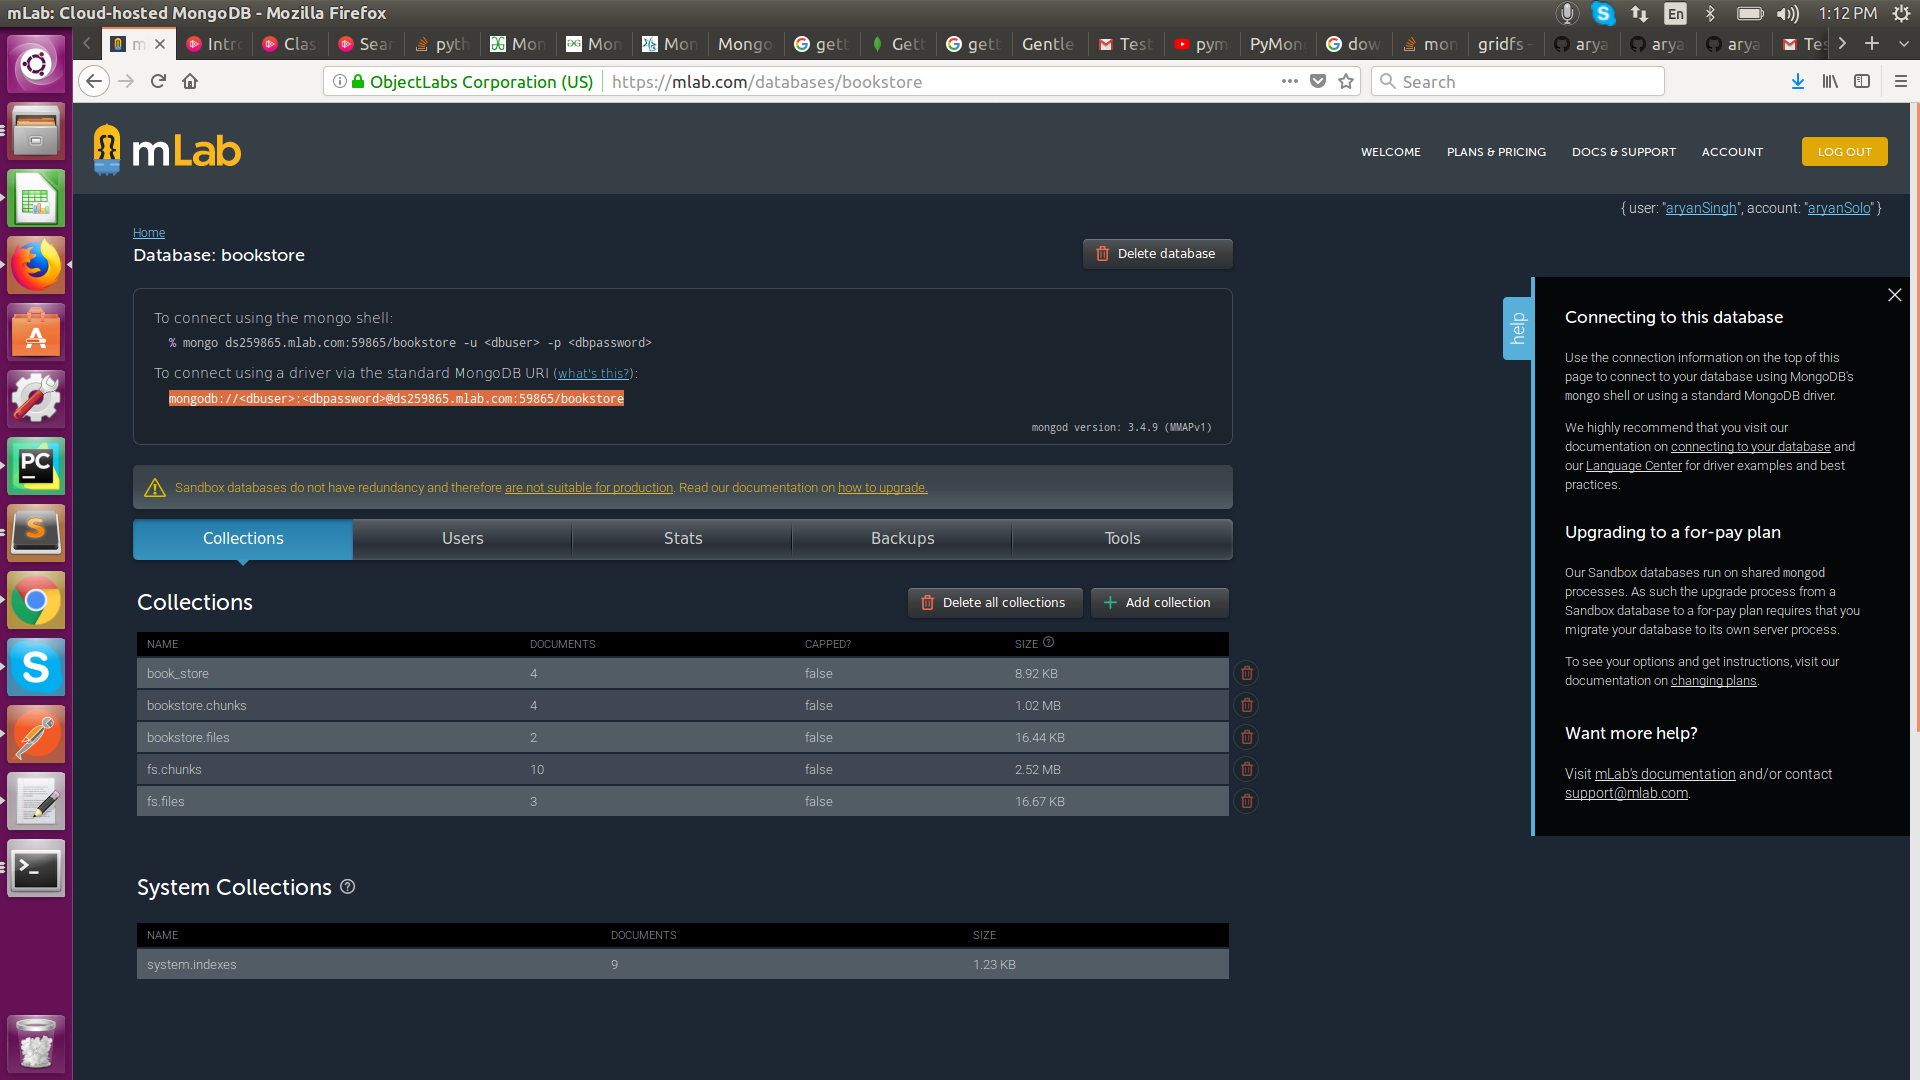 mLab: Cloud-hosted MongoDB - Mozilla Firefox
En
1:12 PM
m
Intr
Clas
Sear
pyth
Mon
Mon
Mon
Mongo
gett
Gett
gett
Gentle
Test
pym
PyMon
dow
mon
gridfs -
arya
arya
arya
Tes
ObjectLabs Corporation (US)
https://mlab.com/databases/bookstore
Search
mLab
WELCOME
PLANS & PRICING
DOCS & SUPPORT
ACCOUNT
LOG OUT
{ user: "aryanSingh", account: "aryanSolo" }
Home
Database: bookstore
Delete database
To connect using the mongo shell:
% mongo ds259865.mlab.com:59865/bookstore -u <dbuser> -p <dbpassword>
To connect using a driver via the standard MongoDB URI (what's this?):
mongodb://<dbuser>:<dbpassword>@ds259865.mlab.com:59865/bookstore
mongod version: 3.4.9 (MMAPv1)
Sandbox databases do not have redundancy and therefore are not suitable for production. Read our documentation on how to upgrade.
Collections
Users
Stats
Backups
Tools
Collections
Delete all collections
Add collection
NAME DOCUMENTS CAPPED? SIZE ?
book_store 4 false 8.92 KB
bookstore.chunks 4 false 1.02 MB
bookstore.files 2 false 16.44 KB
fs.chunks 10 false 2.52 MB
fs.files 3 false 16.67 KB
System Collections ?
NAME DOCUMENTS SIZE
system.indexes 9 1.23 KB
help
Connecting to this database
Use the connection information on the top of this
page to connect to your database using MongoDB's
mongo shell or using a standard MongoDB driver.
We highly recommend that you visit our
documentation on connecting to your database and
our Language Center for driver examples and best
practices.
Upgrading to a for-pay plan
Our Sandbox databases run on shared mongod
processes. As such the upgrade process from a
Sandbox database to a for-pay plan requires that you
migrate your database to its own server process.
To see your options and get instructions, visit our
documentation on changing plans.
Want more help?
Visit mLab's documentation and/or contact
support@mlab.com.
PC
S
S
A
>_